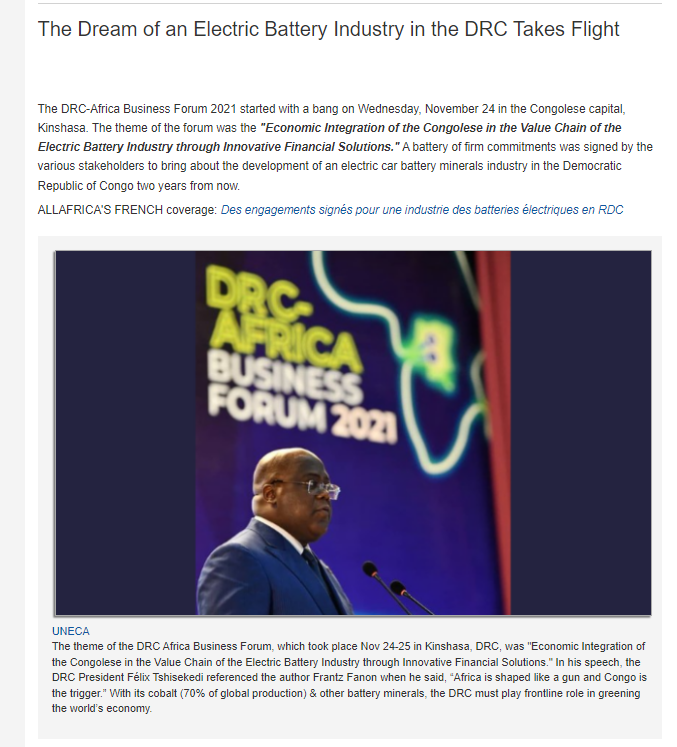 The Dream of an Electric Battery Industry in the DRC Takes Flight
The DRC-Africa Business Forum 2021 started with a bang on Wednesday, November 24 in the Congolese capital,
Kinshasa. The theme of the forum was the "Economic Integration of the Congolese in the Value Chain of the
Electric Battery Industry through Innovative Financial Solutions." A battery of firm commitments was signed by the
various stakeholders to bring about the development of an electric car battery minerals industry in the Democratic
Republic of Congo two years from now.
ALLAFRICA'S FRENCH coverage: Des engagements signés pour une industrie des batteries électriques en RDC
DRC-
AFRICA
BUSINESS
FORUM 2021
UNECA
The theme of the DRC Africa Business Forum, which took place Nov 24-25 in Kinshasa, DRC, was "Economic Integration of
the Congolese in the Value Chain of the Electric Battery Industry through Innovative Financial Solutions." In his speech, the
DRC President Félix Tshisekedi referenced the author Frantz Fanon when he said, “Africa is shaped like a gun and Congo is
the trigger.” With its cobalt (70% of global production) & other battery minerals, the DRC must play frontline role in greening
the world’s economy.